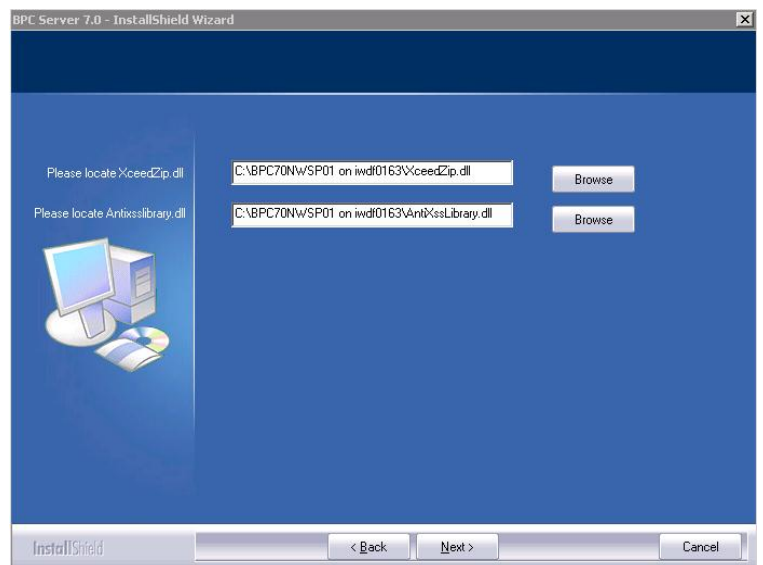 BPC Server 7.0 - InstallShield Wizard
Please locate XceedZip.dll
C:\BPC70NWSP01 on iwdf0163\XceedZip.dll
Browse
Please locate Antixsslibrary.dll
C:\BPC70NWSP01 on iwdf0163\AntiXssLibrary.dll
Browse
InstallShield
< Back
Next >
Cancel